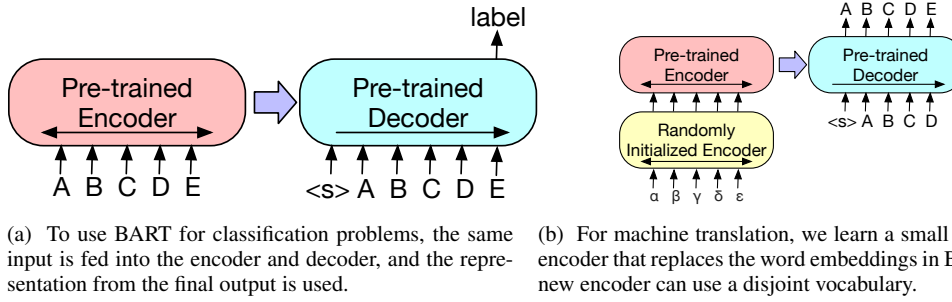 label
Pre-trained
Encoder
Pre-trained
Decoder
A B C D E
<s> A B C D E
(a) To use BART for classification problems, the same
input is fed into the encoder and decoder, and the repre-
sentation from the final output is used.
A B C D E
Pre-trained
Encoder
Pre-trained
Decoder
<s> A B C D
Randomly
Initialized Encoder
α β γ δ ε
(b) For machine translation, we learn a small
encoder that replaces the word embeddings in
new encoder can use a disjoint vocabulary.